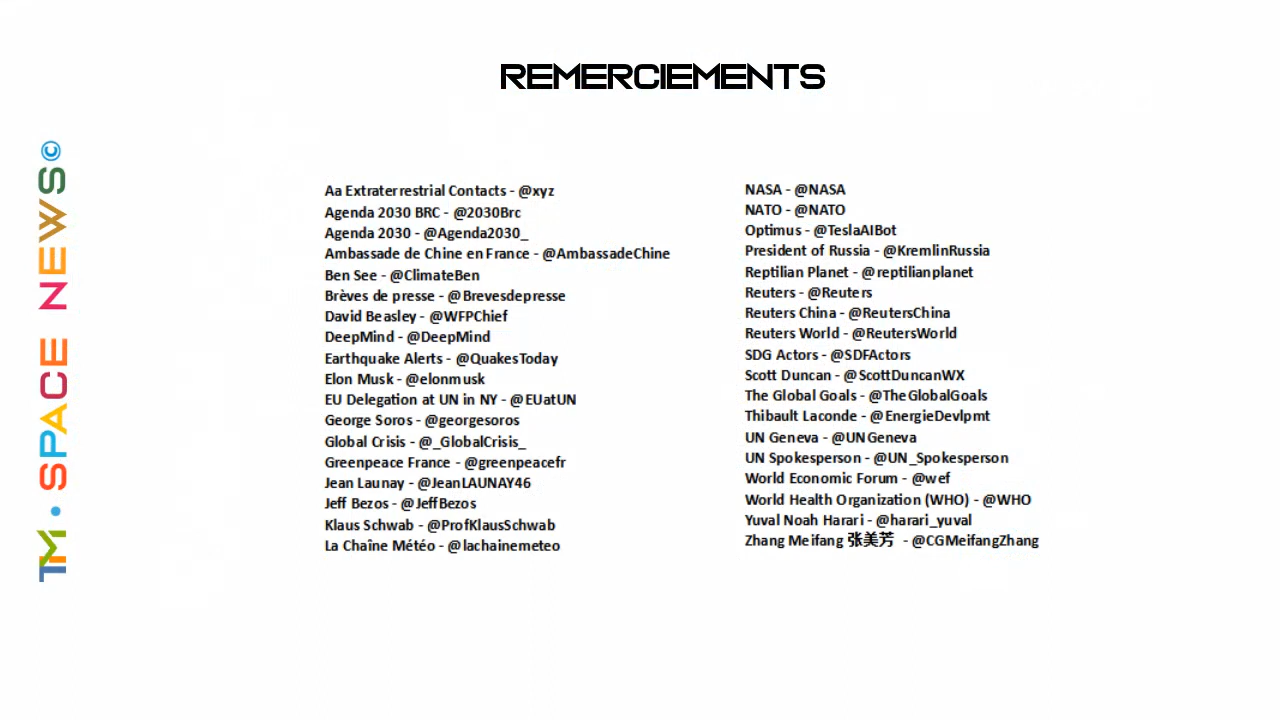 REMERCIEMENTS
TM • SPACE NEWS©
Aa Extraterrestrial Contacts - @xyz
Agenda 2030 BRC - @2030Brc
Agenda 2030 - @Agenda2030_
Ambassade de Chine en France - @AmbassadeChine
Ben See - @ClimateBen
Brèves de presse - @Brevesdepresse
David Beasley - @WFPChief
DeepMind - @DeepMind
Earthquake Alerts - @QuakesToday
Elon Musk - @elonmusk
EU Delegation at UN in NY - @EUatUN
George Soros - @georgesoros
Global Crisis - @_GlobalCrisis_
Greenpeace France - @greenpeacefr
Jean Launay - @JeanLAUNAY46
Jeff Bezos - @JeffBezos
Klaus Schwab - @ProfKlausSchwab
La Chaîne Météo - @lachainemeteo
NASA - @NASA
NATO - @NATO
Optimus - @TeslaAIBot
President of Russia - @KremlinRussia
Reptilian Planet - @reptilianplanet
Reuters - @Reuters
Reuters China - @ReutersChina
Reuters World - @ReutersWorld
SDG Actors - @SDFActors
Scott Duncan - @ScottDuncanWX
The Global Goals - @TheGlobalGoals
Thibault Laconde - @EnergieDevlpmt
UN Geneva - @UNGeneva
UN Spokesperson - @UN_Spokesperson
World Economic Forum - @wef
World Health Organization (WHO) - @WHO
Yuval Noah Harari - @harari_yuval
Zhang Meifang 张美芳 - @CGMeifangZhang